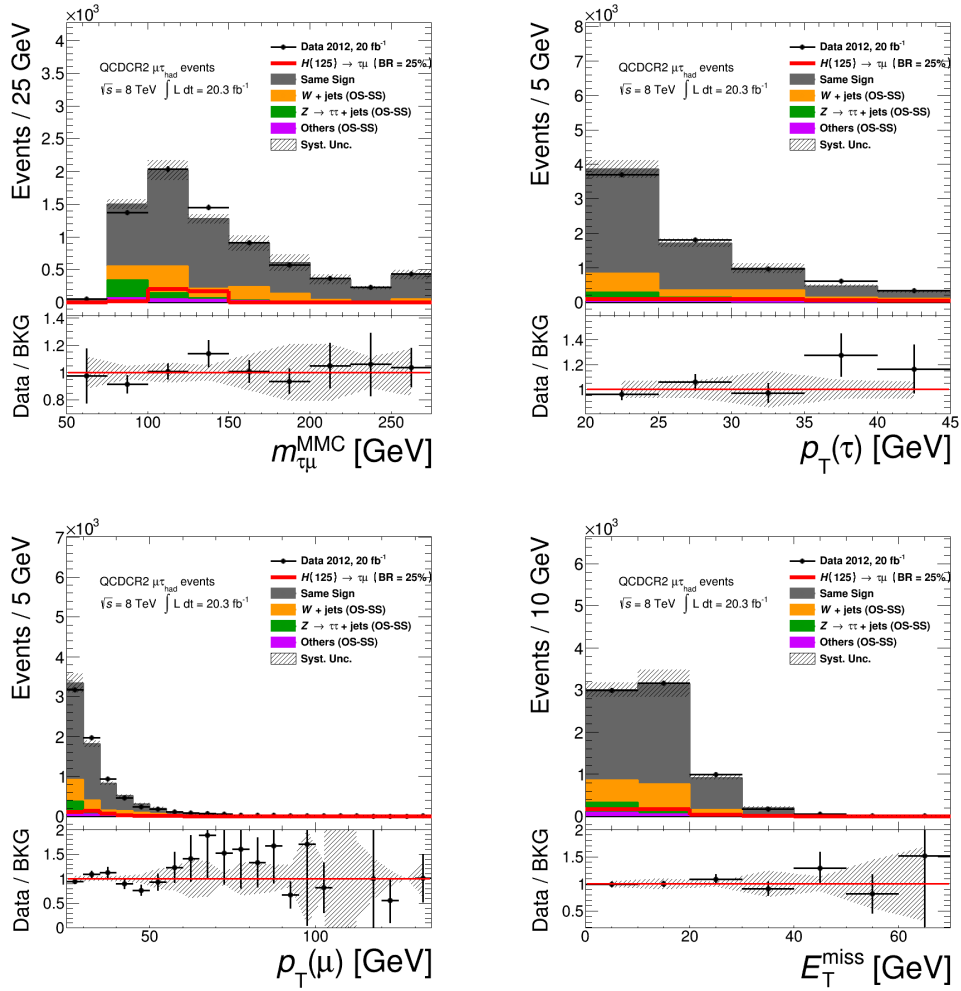 ×10³
Events / 25 GeV
4
3.5
3
2.5
2
1.5
1
0.5
0
QCDCR2 μτhad events
√s = 8 TeV ∫ L dt = 20.3 fb⁻¹
Data 2012, 20 fb⁻¹
H(125) → τμ (BR = 25%)
Same Sign
W + jets (OS-SS)
Z → ττ + jets (OS-SS)
Others (OS-SS)
Syst. Unc.
Data / BKG
1.4
1.2
1
0.8
50 100 150 200 250
m_τμ^MMC [GeV]
×10³
Events / 5 GeV
8
7
6
5
4
3
2
1
0
QCDCR2 μτhad events
√s = 8 TeV ∫ L dt = 20.3 fb⁻¹
Data 2012, 20 fb⁻¹
H(125) → τμ (BR = 25%)
Same Sign
W + jets (OS-SS)
Z → ττ + jets (OS-SS)
Others (OS-SS)
Syst. Unc.
Data / BKG
1.4
1.2
1
20 25 30 35 40 45
p_T(τ) [GeV]
×10³
Events / 5 GeV
7
6
5
4
3
2
1
0
QCDCR2 μτhad events
√s = 8 TeV ∫ L dt = 20.3 fb⁻¹
Data 2012, 20 fb⁻¹
H(125) → τμ (BR = 25%)
Same Sign
W + jets (OS-SS)
Z → ττ + jets (OS-SS)
Others (OS-SS)
Syst. Unc.
Data / BKG
2
1.5
1
0.5
0
50 100
p_T(μ) [GeV]
×10³
Events / 10 GeV
6
5
4
3
2
1
0
QCDCR2 μτhad events
√s = 8 TeV ∫ L dt = 20.3 fb⁻¹
Data 2012, 20 fb⁻¹
H(125) → τμ (BR = 25%)
Same Sign
W + jets (OS-SS)
Z → ττ + jets (OS-SS)
Others (OS-SS)
Syst. Unc.
Data / BKG
2
1.5
1
0.5
0 20 40 60
E_T^miss [GeV]